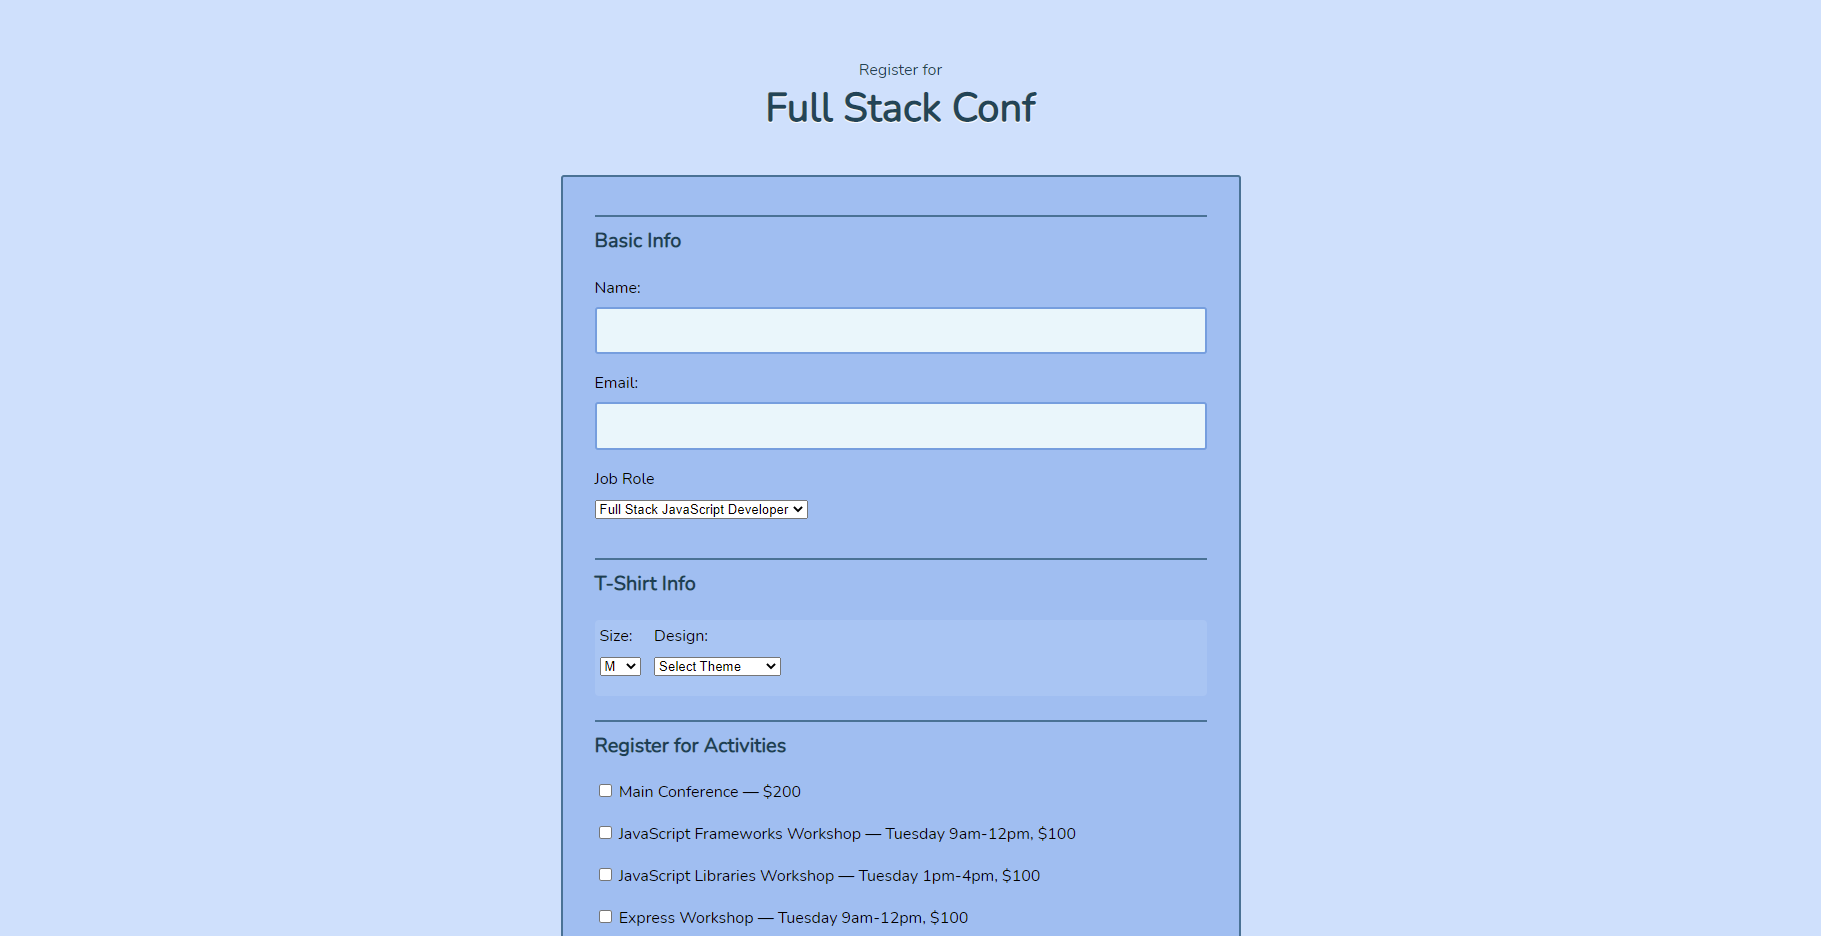 Register for
Full Stack Conf
Basic Info
Name:
Email:
Job Role
Full Stack JavaScript Developer
T-Shirt Info
Size: Design:
M Select Theme
Register for Activities
Main Conference — $200
JavaScript Frameworks Workshop — Tuesday 9am-12pm, $100
JavaScript Libraries Workshop — Tuesday 1pm-4pm, $100
Express Workshop — Tuesday 9am-12pm, $100